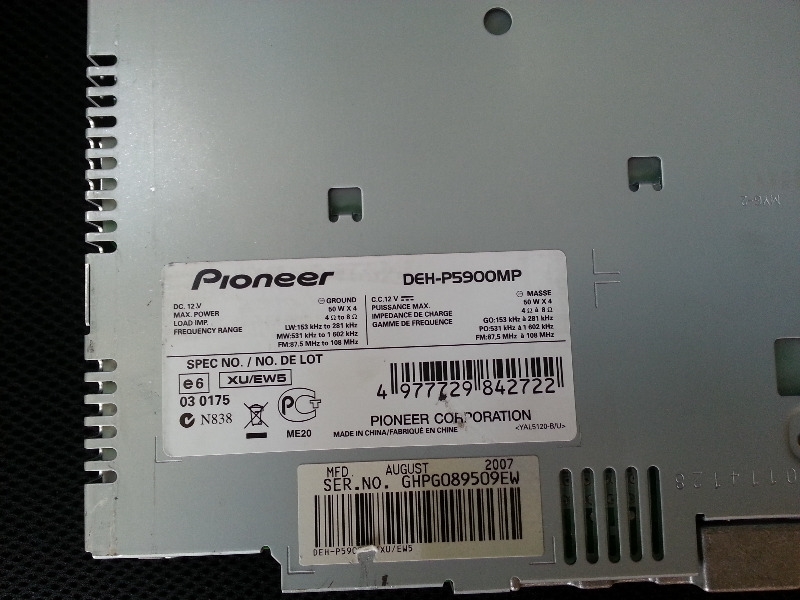 Pioneer DEH-P5900MP
DC. 12 V ⊖ GROUND
MAX. POWER 50 W X 4
LOAD IMP. 4 Ω to 8 Ω
FREQUENCY RANGE LW:153 kHz to 281 kHz
MW:531 kHz to 1 602 kHz
FM:87.5 MHz to 108 MHz
C.C.12 V ⊖ MASSE
PUISSANCE MAX. 50 W X 4
IMPEDANCE DE CHARGE 4 Ω à 8 Ω
GAMME DE FREQUENCE GO:153 kHz à 281 kHz
PO:531 kHz à 1 602 kHz
FM:87,5 MHz à 108 MHz
SPEC NO. / NO. DE LOT
e6 XU/EW5
03 0175
N838
ME20
4 977729 842722
PIONEER CORPORATION
MADE IN CHINA/FABRIQUÉ EN CHINE <YAL5120-B/U>
MFD. AUGUST 2007
SER.NO. GHPG089509EW
XU/EW5